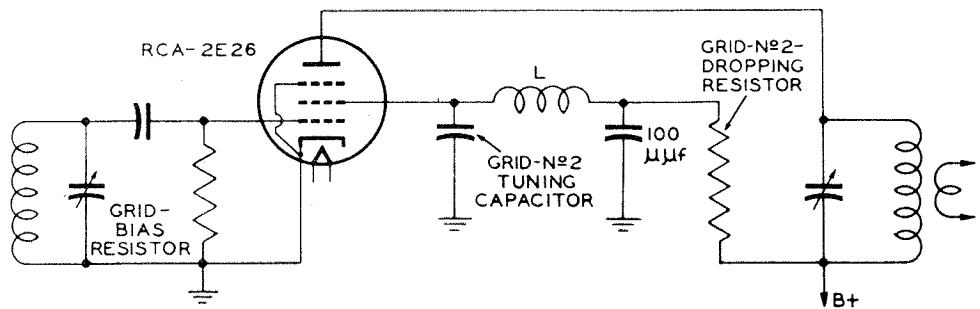 RCA-2E26
GRID-Nº2-
DROPPING
RESISTOR
L
100
µµf
GRID-Nº2
TUNING
CAPACITOR
GRID-
BIAS
RESISTOR
B+